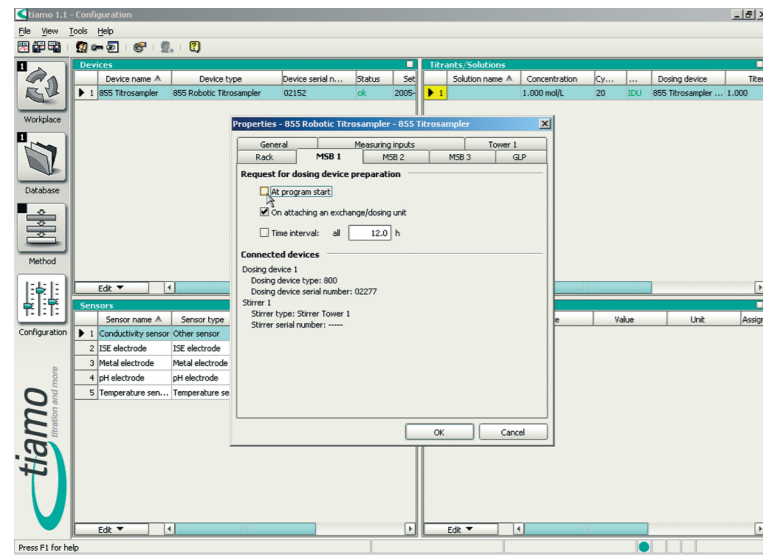 tiamo 1.1 - Configuration
File View Tools Help
Workplace
Database
Method
Configuration
tiamo
titration and more
Devices
Device name Device type Device serial n... Status Set
1 855 Titrosampler 855 Robotic Titrosampler 02152 ok 2005-
Edit
Titrants/Solutions
Solution name Concentration Cy... ... Dosing device Titer
1 1.000 mol/L 20 IDU 855 Titrosampler ... 1.000
Properties - 855 Robotic Titrosampler - 855 Titrosampler
General Measuring inputs Tower 1
Rack MSB 1 MSB 2 MSB 3 GLP
Request for dosing device preparation
At program start
On attaching an exchange/dosing unit
Time interval: all 12.0 h
Connected devices
Dosing device 1
Dosing device type: 800
Dosing device serial number: 02277
Stirrer 1
Stirrer type: Stirrer Tower 1
Stirrer serial number: -----
OK Cancel
Sensors
Sensor name Sensor type
1 Conductivity sensor Other sensor
2 ISE electrode ISE electrode
3 Metal electrode Metal electrode
4 pH electrode pH electrode
5 Temperature sen... Temperature se
Edit
Value Unit Assign
Edit
Press F1 for help